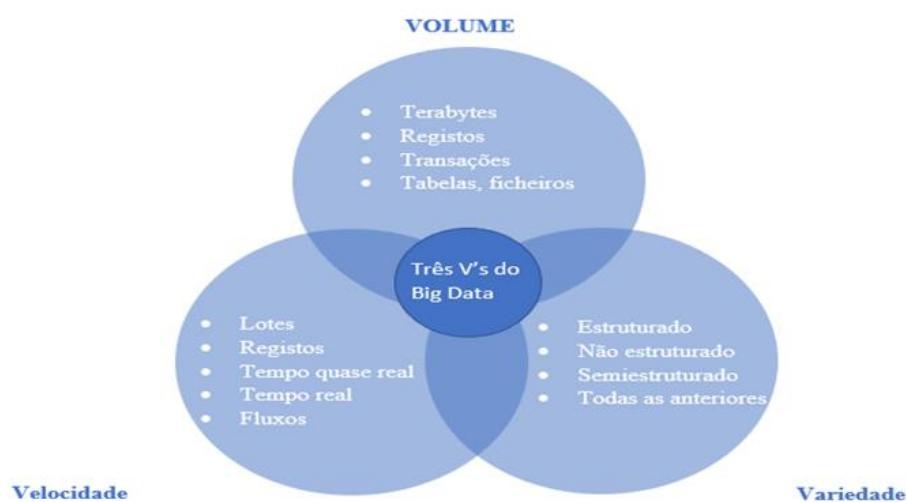 VOLUME
• Terabytes
• Registos
• Transações
• Tabelas, ficheiros
Três V's do
Big Data
• Lotes
• Registos
• Tempo quase real
• Tempo real
• Fluxos
• Estruturado
• Não estruturado
• Semiestruturado
• Todas as anteriores
Velocidade
Variedade